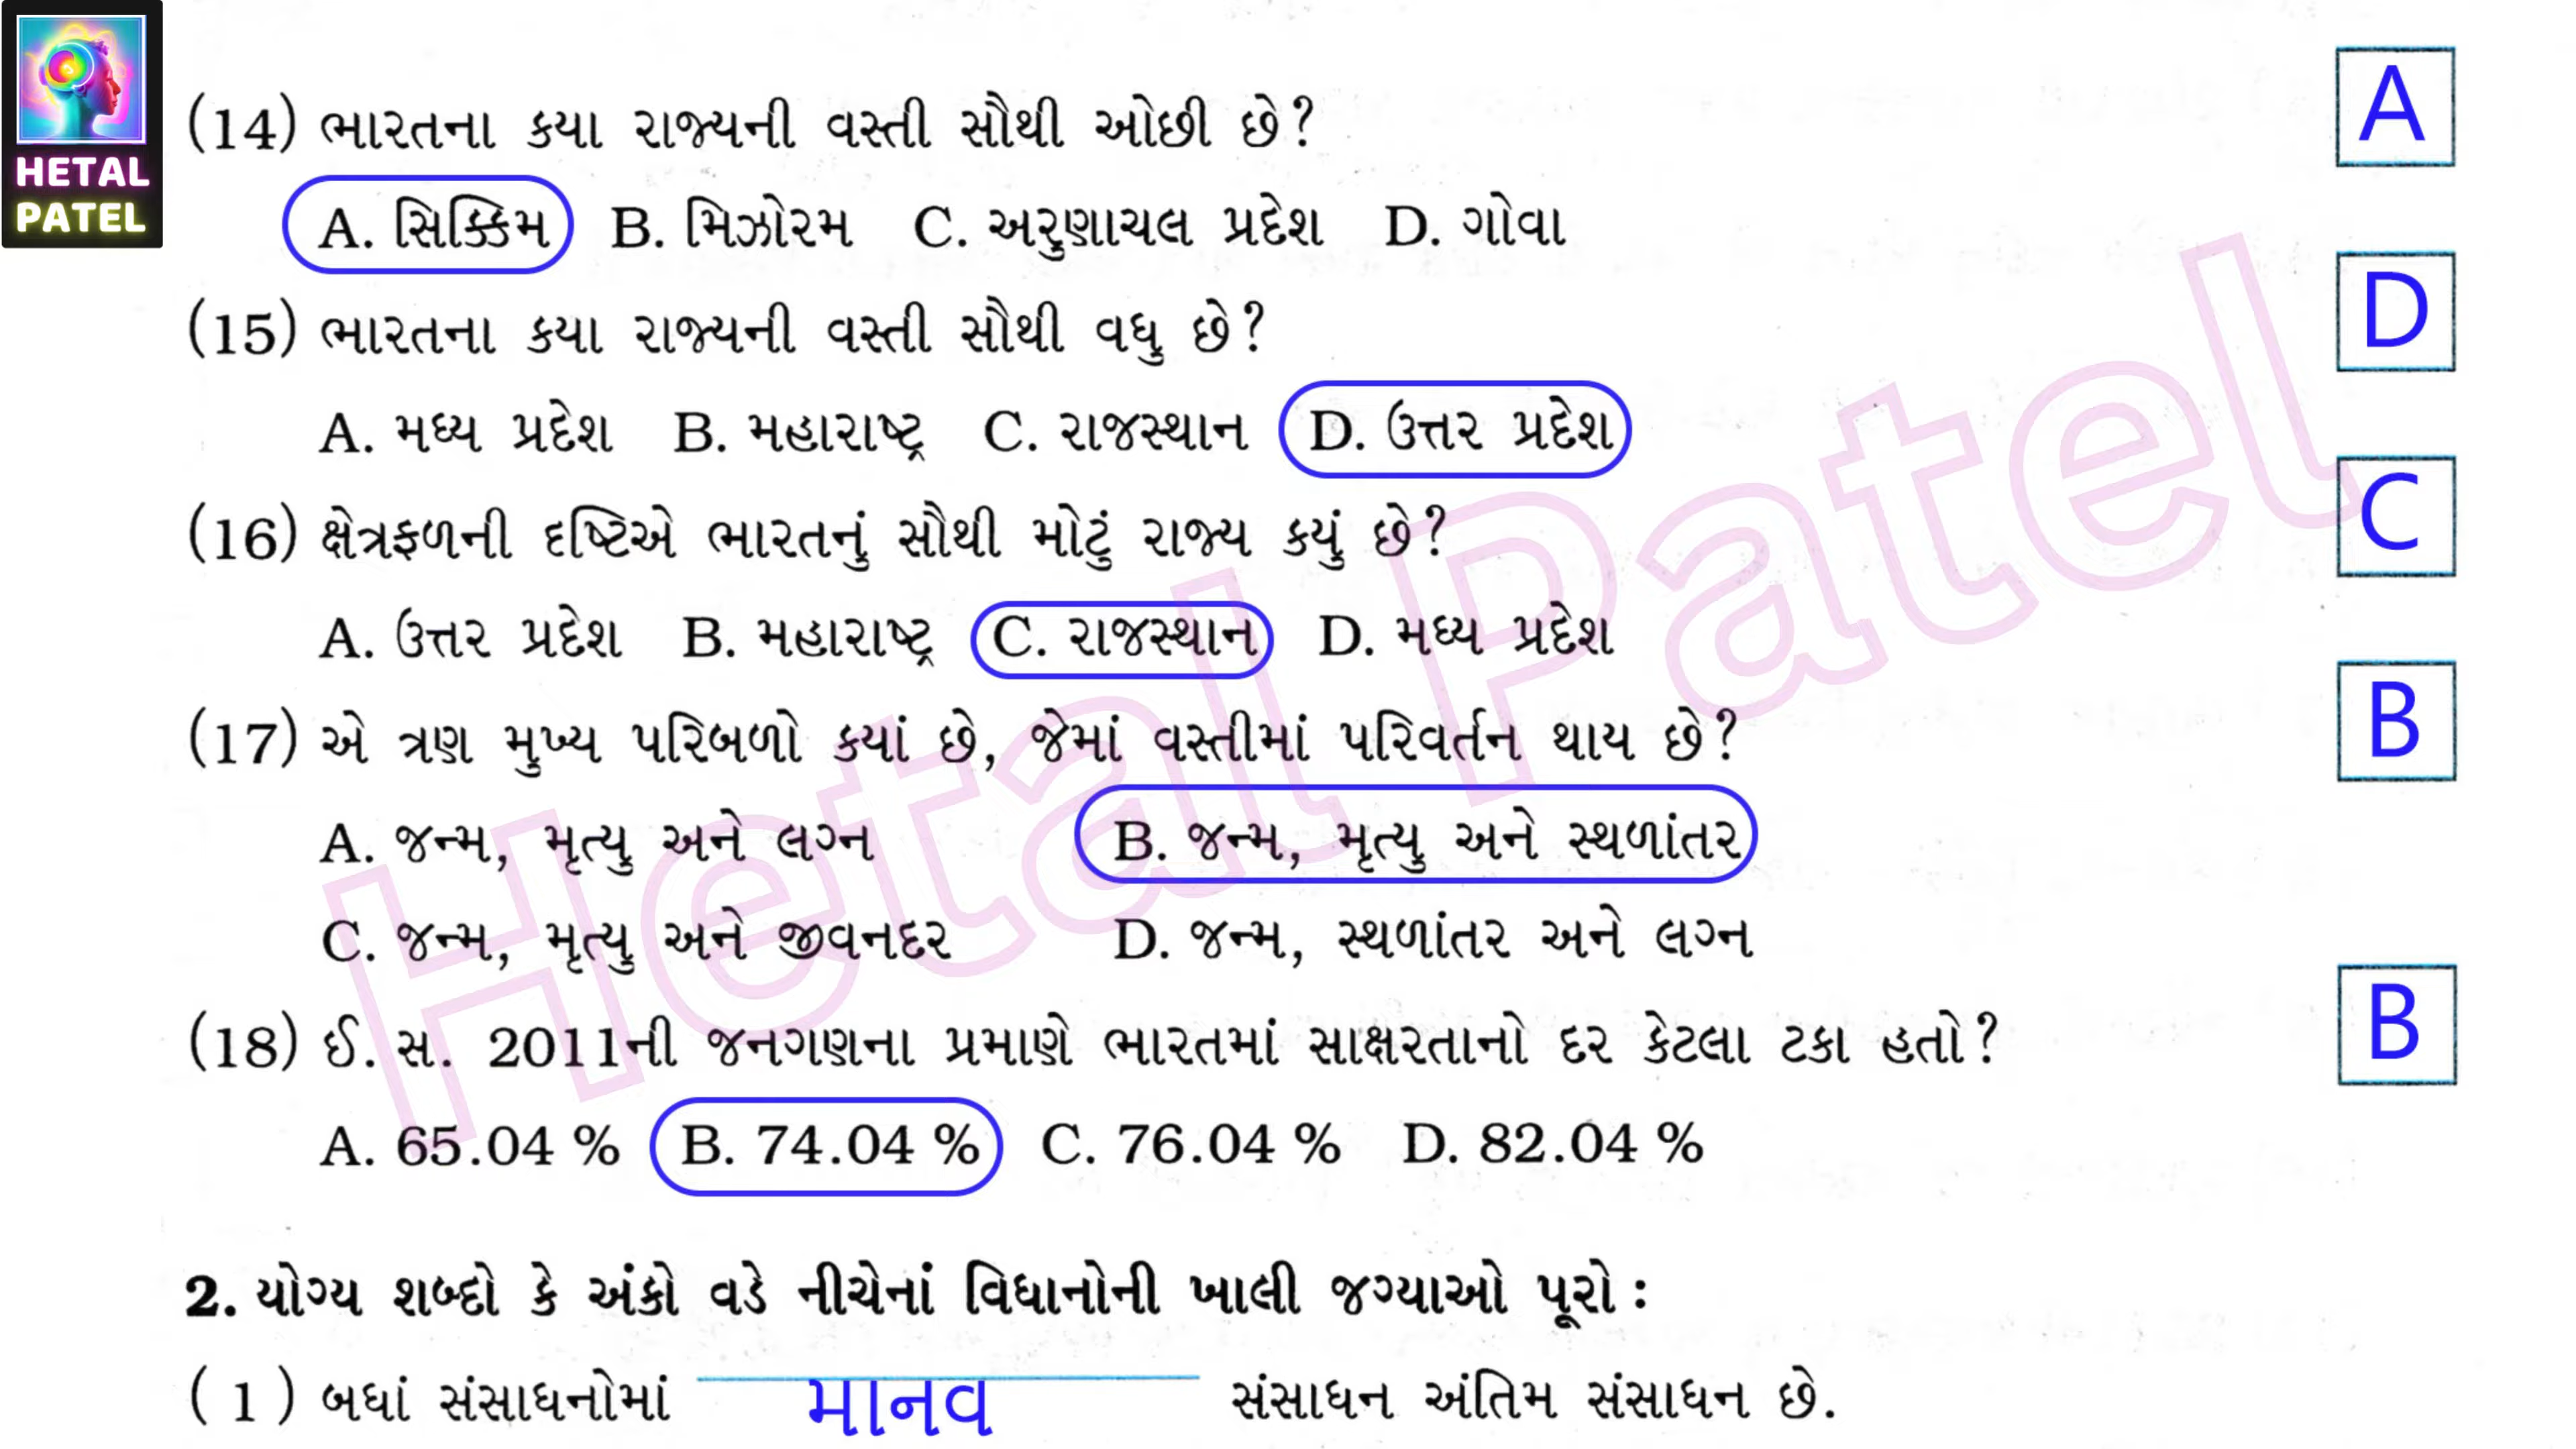 HETAL
PATEL
(14) ભારતના કયા રાજ્યની વસ્તી સૌથી ઓછી છે? A
A. સિક્કિમ B. મિઝોરમ C. અરુણાચલ પ્રદેશ D. ગોવા
(15) ભારતના કયા રાજ્યની વસ્તી સૌથી વધુ છે? D
A. મધ્ય પ્રદેશ B. મહારાષ્ટ્ર C. રાજસ્થાન D. ઉત્તર પ્રદેશ
(16) ક્ષેત્રફળની દષ્ટિએ ભારતનું સૌથી મોટું રાજ્ય કયું છે? C
A. ઉત્તર પ્રદેશ B. મહારાષ્ટ્ર C. રાજસ્થાન D. મધ્ય પ્રદેશ
(17) એ ત્રણ મુખ્ય પરિબળો કયાં છે, જેમાં વસ્તીમાં પરિવર્તન થાય છે? B
A. જન્મ, મૃત્યુ અને લગ્ન B. જન્મ, મૃત્યુ અને સ્થળાંતર
C. જન્મ, મૃત્યુ અને જીવનદર D. જન્મ, સ્થળાંતર અને લગ્ન
(18) ઈ. સ. 2011ની જનગણના પ્રમાણે ભારતમાં સાક્ષરતાનો દર કેટલા ટકા હતો? B
A. 65.04 % B. 74.04 % C. 76.04 % D. 82.04 %
2. યોગ્ય શબ્દો કે અંકો વડે નીચેનાં વિધાનોની ખાલી જગ્યાઓ પૂરો :
( 1 ) બધાં સંસાધનોમાં માનવ સંસાધન અંતિમ સંસાધન છે.
Hetal Patel